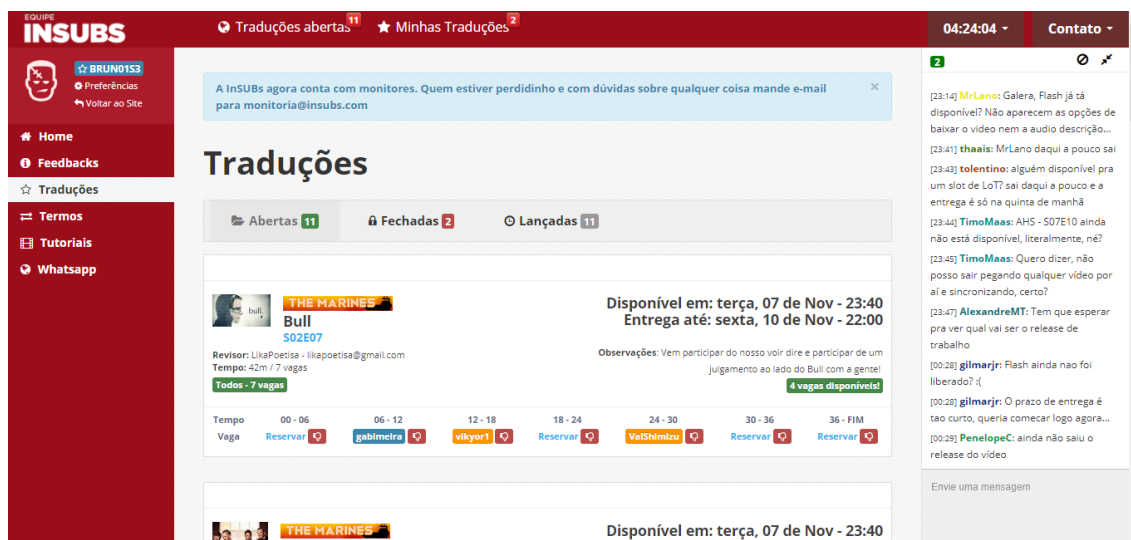 EQUIPE
INSUBS
Traduções abertas 11
Minhas Traduções 2
04:24:04
Contato
BRUN01S3
Preferências
Voltar ao Site
Home
Feedbacks
Traduções
Termos
Tutoriais
Whatsapp
A InSUBs agora conta com monitores. Quem estiver perdidinho e com dúvidas sobre qualquer coisa mande e-mail
para monitoria@insubs.com
×
Traduções
Abertas 11
Fechadas 2
Lançadas 11
THE MARINES
bull.
Bull
S02E07
Revisor: LikaPoetisa - likapoetisa@gmail.com
Tempo: 42m / 7 vagas
Todos - 7 vagas
Disponível em: terça, 07 de Nov - 23:40
Entrega até: sexta, 10 de Nov - 22:00
Observações: Vem participar do nosso voir dire e participe de um
julgamento ao lado do Bull com a gente!
4 vagas disponíveis!
Tempo 00 - 06 06 - 12 12 - 18 18 - 24 24 - 30 30 - 36 36 - FIM
Vaga Reservar gabimeira vikyor1 Reservar ValShimizu Reservar Reservar
THE MARINES
Disponível em: terça, 07 de Nov - 23:40
2
[23:14] MrLano: Galera, Flash já tá
disponível? Não aparecem as opções de
baixar o video nem a audio descrição...
[23:41] thaais: MrLano daqui a pouco sai
[23:43] tolentino: alguém disponível pra
um slot de LoT? sai daqui a pouco e a
entrega é só na quinta de manhã
[23:44] TimoMaas: AHS - S07E10 ainda
não está disponível, literalmente, né?
[23:45] TimoMaas: Quero dizer, não
posso sair pegando qualquer vídeo por
aí e sincronizando, certo?
[23:47] AlexandreMT: Tem que esperar
pra ver qual vai ser o release de
trabalho
[00:28] gilmarjr: Flash ainda nao foi
liberado? :(
[00:28] gilmarjr: O prazo de entrega é
tao curto, queria comecar logo agora...
[00:29] PenelopeC: ainda não saiu o
release do vídeo
Envie uma mensagem